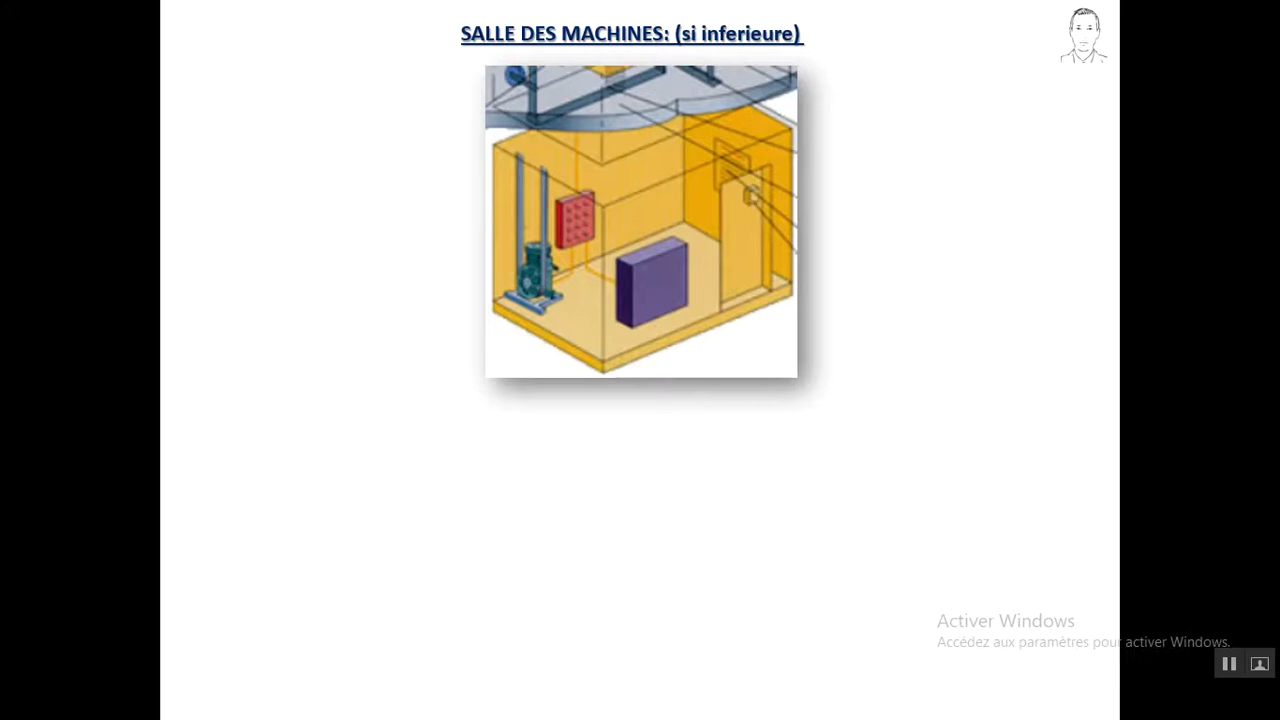 SALLE DES MACHINES: (si inferieure)
Activer Windows
Accédez aux paramètres pour activer Windows.